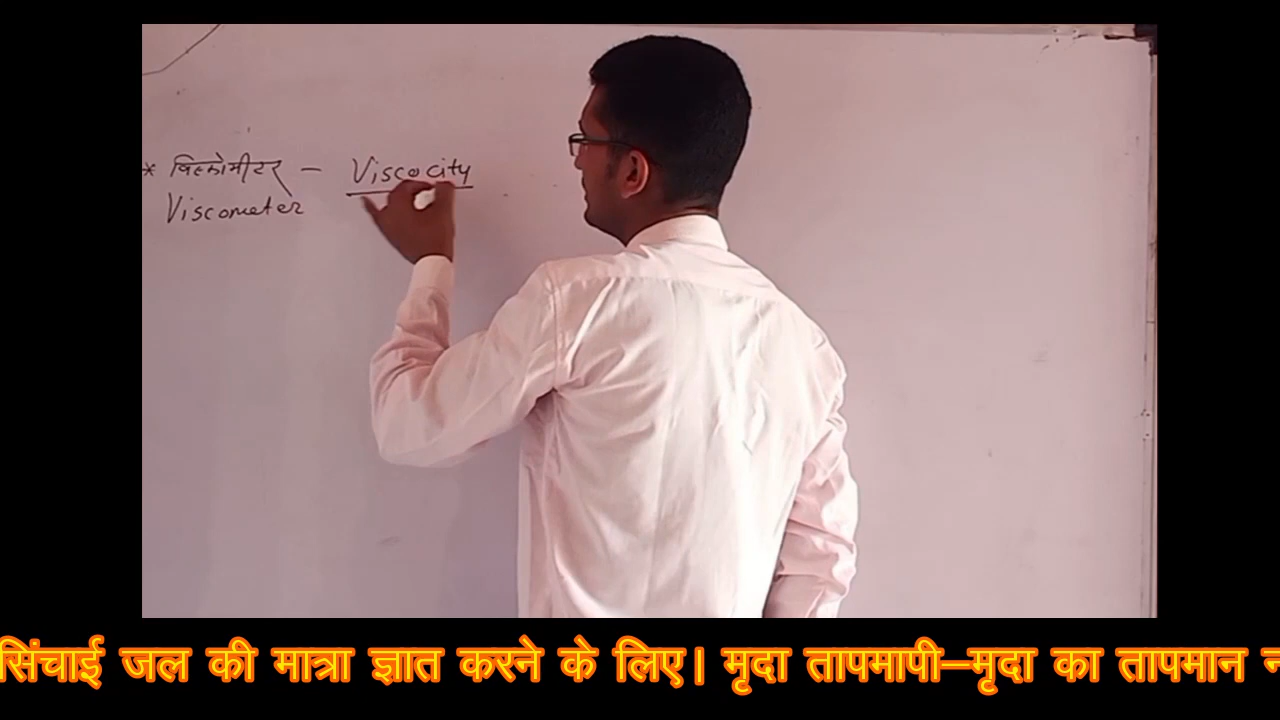 * विस्कोमीटर – Viscocity
Viscometer
सिंचाई जल की मात्रा ज्ञात करने के लिए। मृदा तापमापी–मृदा का तापमान न